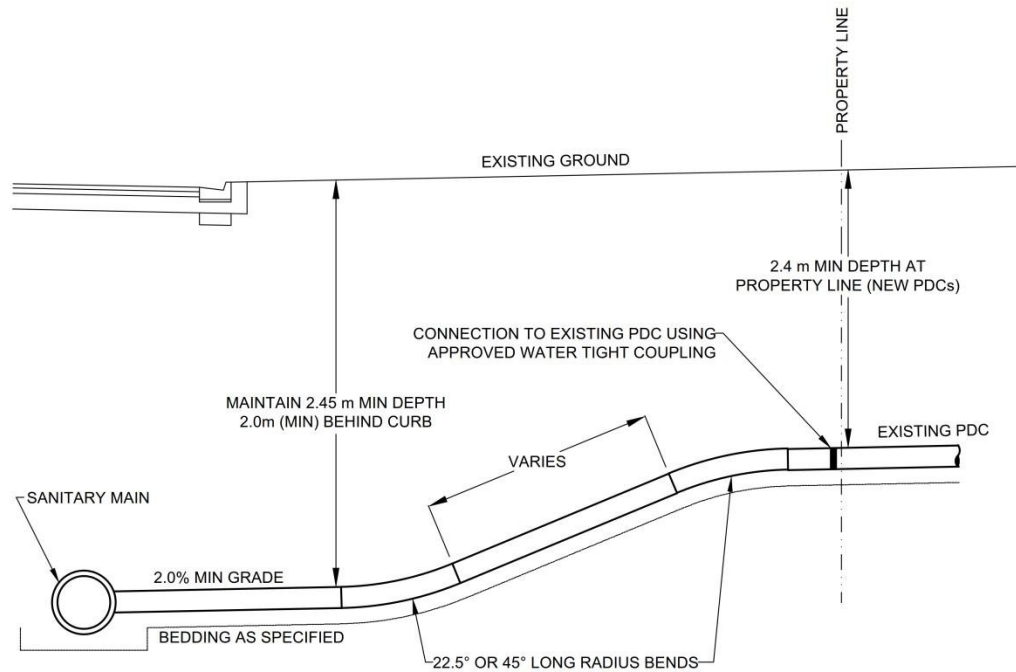 PROPERTY LINE
EXISTING GROUND
2.4 m MIN DEPTH AT
PROPERTY LINE (NEW PDCs)
CONNECTION TO EXISTING PDC USING
APPROVED WATER TIGHT COUPLING
MAINTAIN 2.45 m MIN DEPTH
2.0m (MIN) BEHIND CURB
EXISTING PDC
VARIES
SANITARY MAIN
2.0% MIN GRADE
BEDDING AS SPECIFIED
22.5° OR 45° LONG RADIUS BENDS